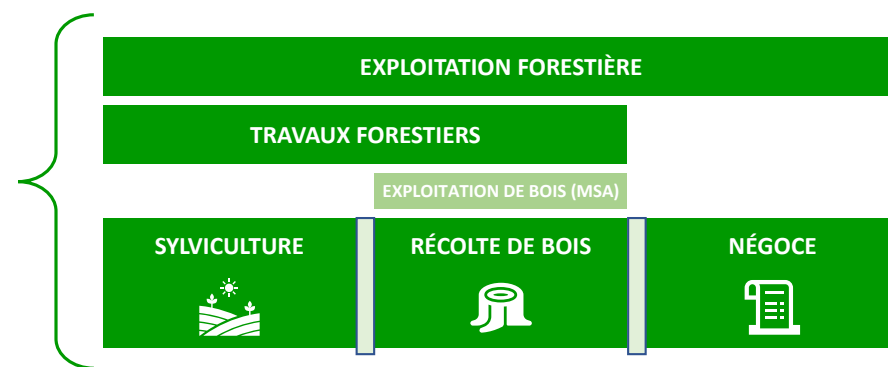 EXPLOITATION FORESTIÈRE
TRAVAUX FORESTIERS
EXPLOITATION DE BOIS (MSA)
SYLVICULTURE
RÉCOLTE DE BOIS
NÉGOCE